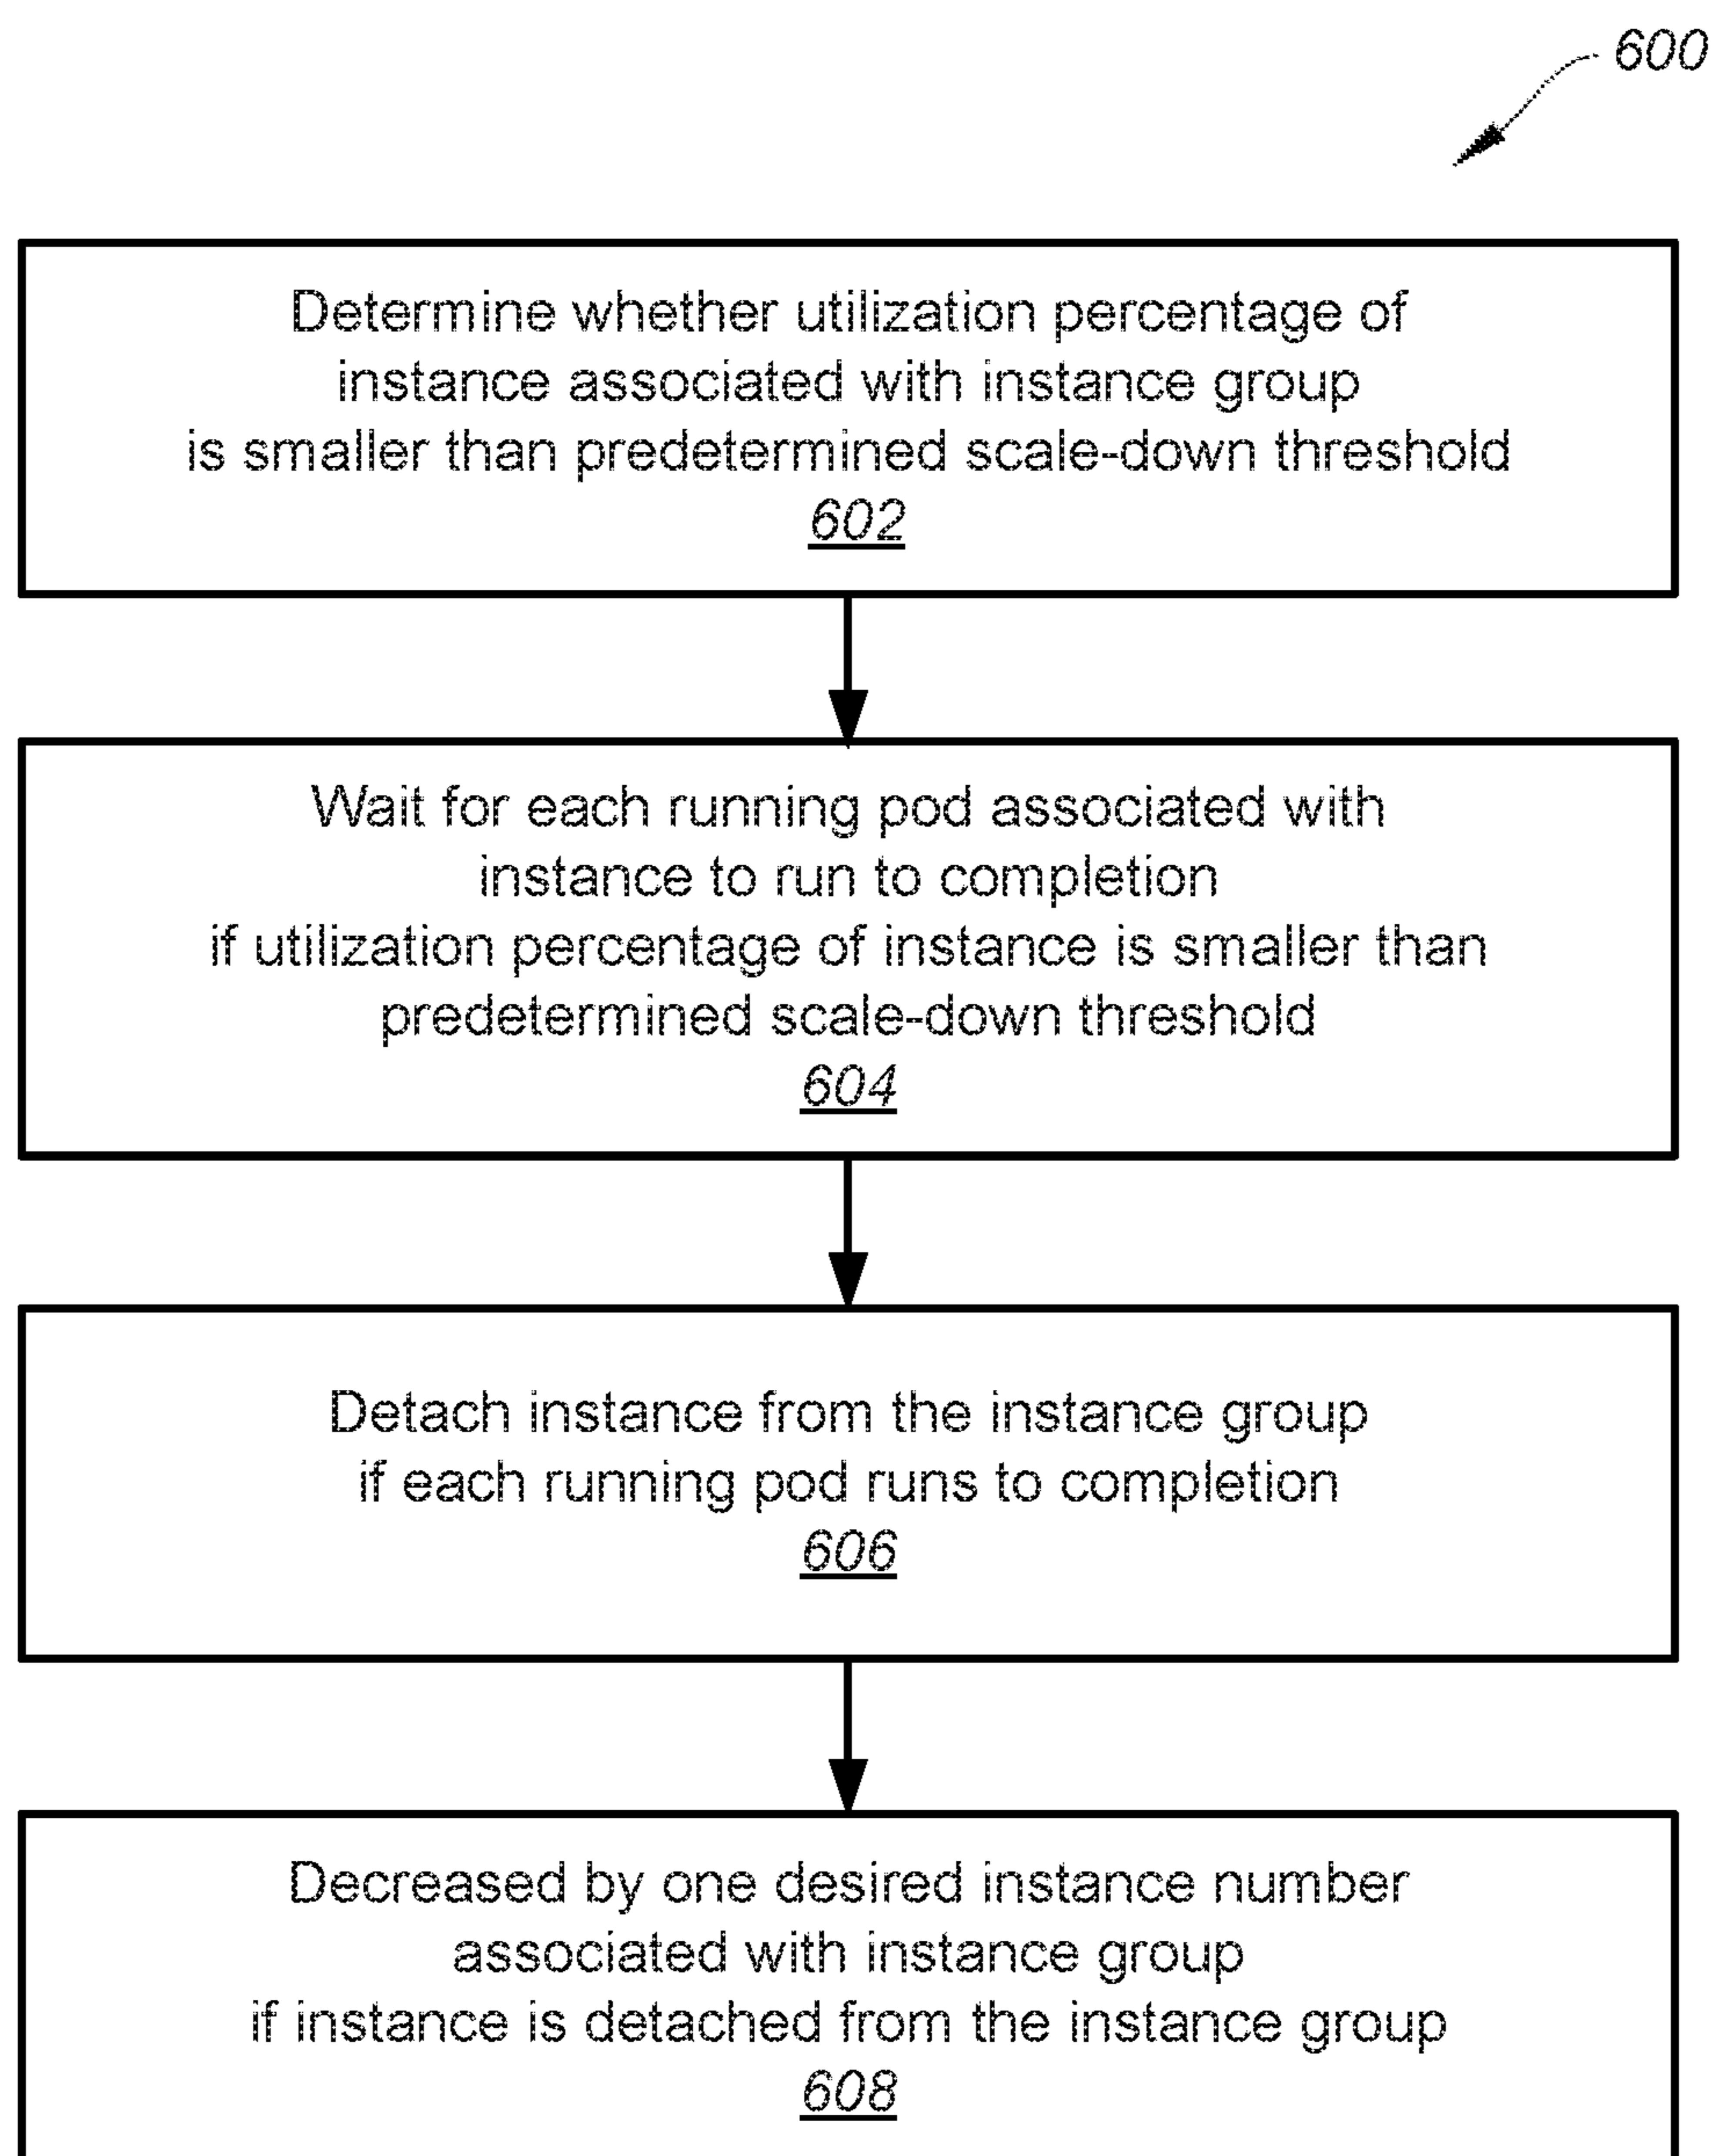 600
Determine whether utilization percentage of
instance associated with instance group
is smaller than predetermined scale-down threshold
602
Wait for each running pod associated with
instance to run to completion
if utilization percentage of instance is smaller than
predetermined scale-down threshold
604
Detach instance from the instance group
if each running pod runs to completion
606
Decreased by one desired instance number
associated with instance group
if instance is detached from the instance group
608